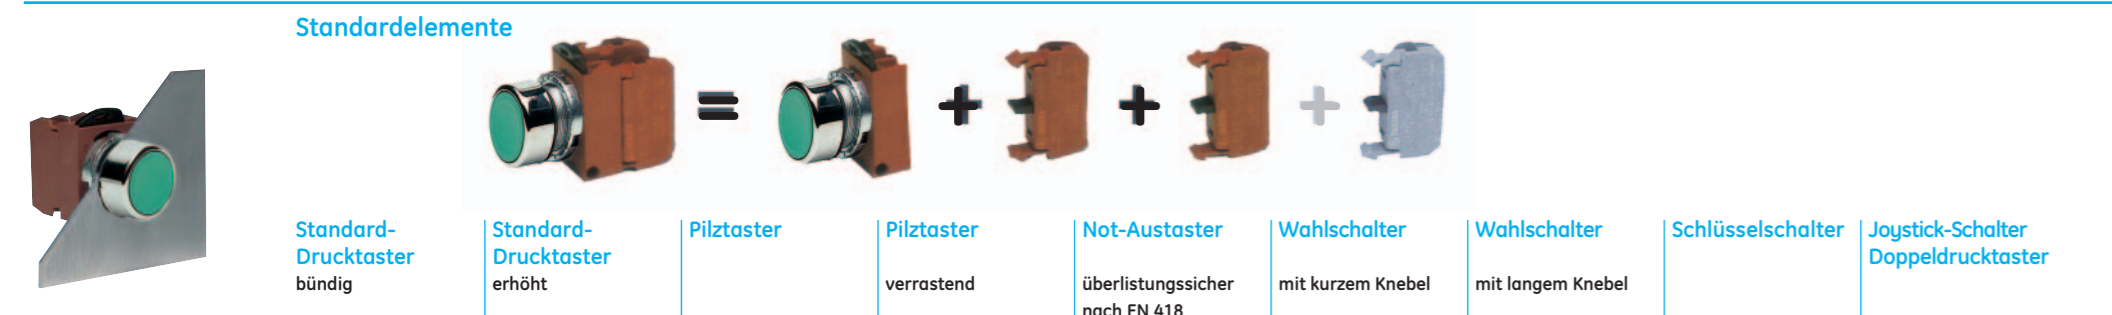 Standardelemente
Standard-
Drucktaster
bündig
Standard-
Drucktaster
erhöht
Pilztaster
Pilztaster
verrastend
Not-Austaster
überlistungssicher
nach EN 418
Wahlschalter
mit kurzem Knebel
Wahlschalter
mit langem Knebel
Schlüsselschalter
Joystick-Schalter
Doppeldrucktaster